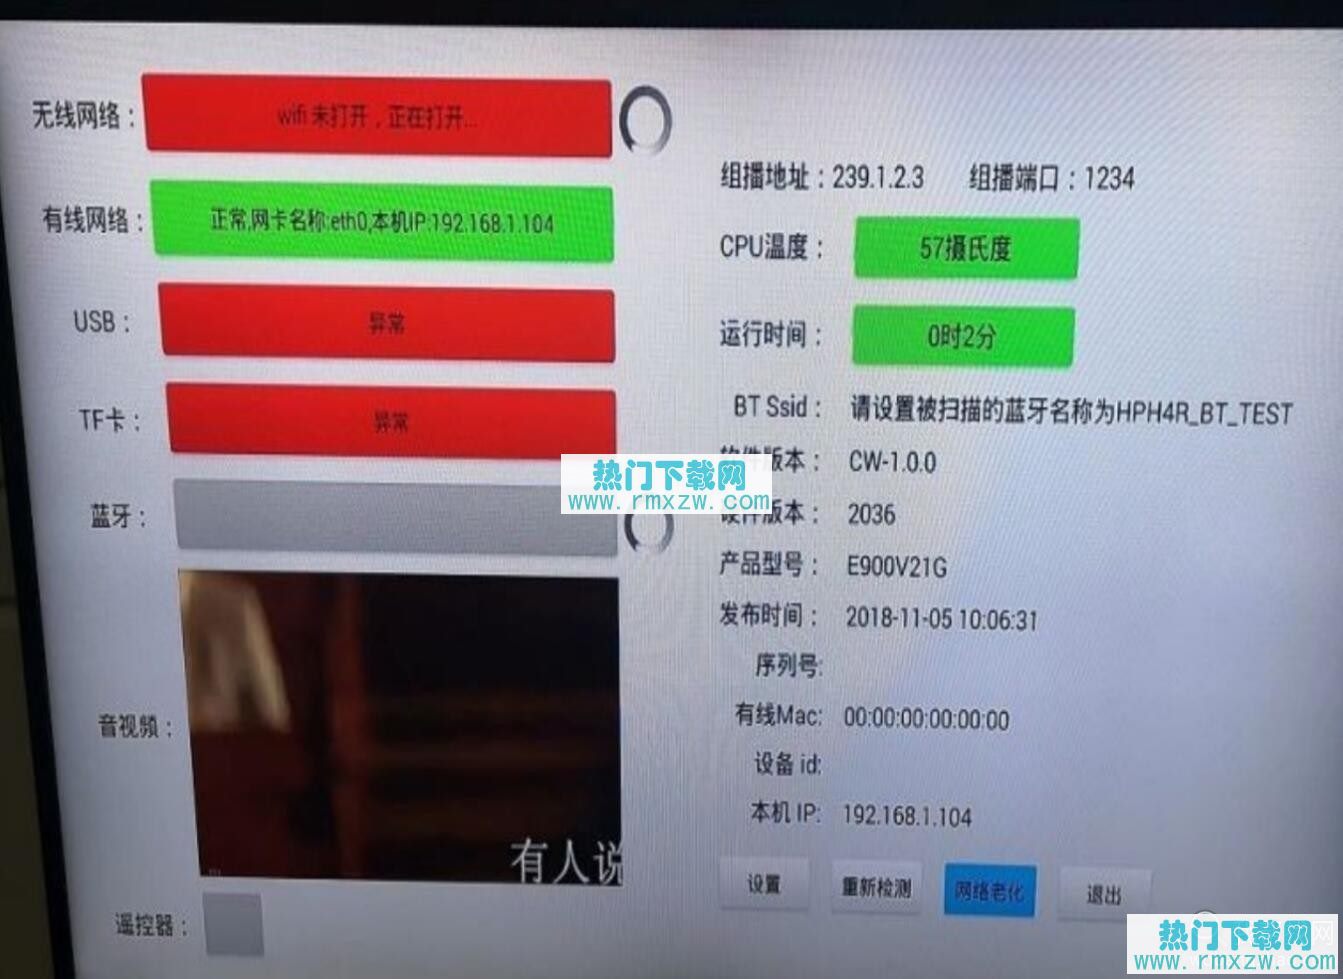 无线网络：
wifi 未打开，正在打开...
有线网络：
正常,网卡名称:eth0,本机IP:192.168.1.104
USB：
异常
TF卡：
异常
蓝牙：
音视频：
有人说
遥控器：
组播地址：239.1.2.3 组播端口：1234
CPU温度：
57摄氏度
运行时间：
0时2分
BT Ssid： 请设置被扫描的蓝牙名称为HPH4R_BT_TEST
软件版本： CW-1.0.0
硬件版本： 2036
产品型号： E900V21G
发布时间： 2018-11-05 10:06:31
序列号:
有线Mac: 00:00:00:00:00:00
设备 id:
本机 IP: 192.168.1.104
设置
重新检测
网络老化
退出
热门下载网
www.rmxzw.com
热门下载网
www.rmxzw.com